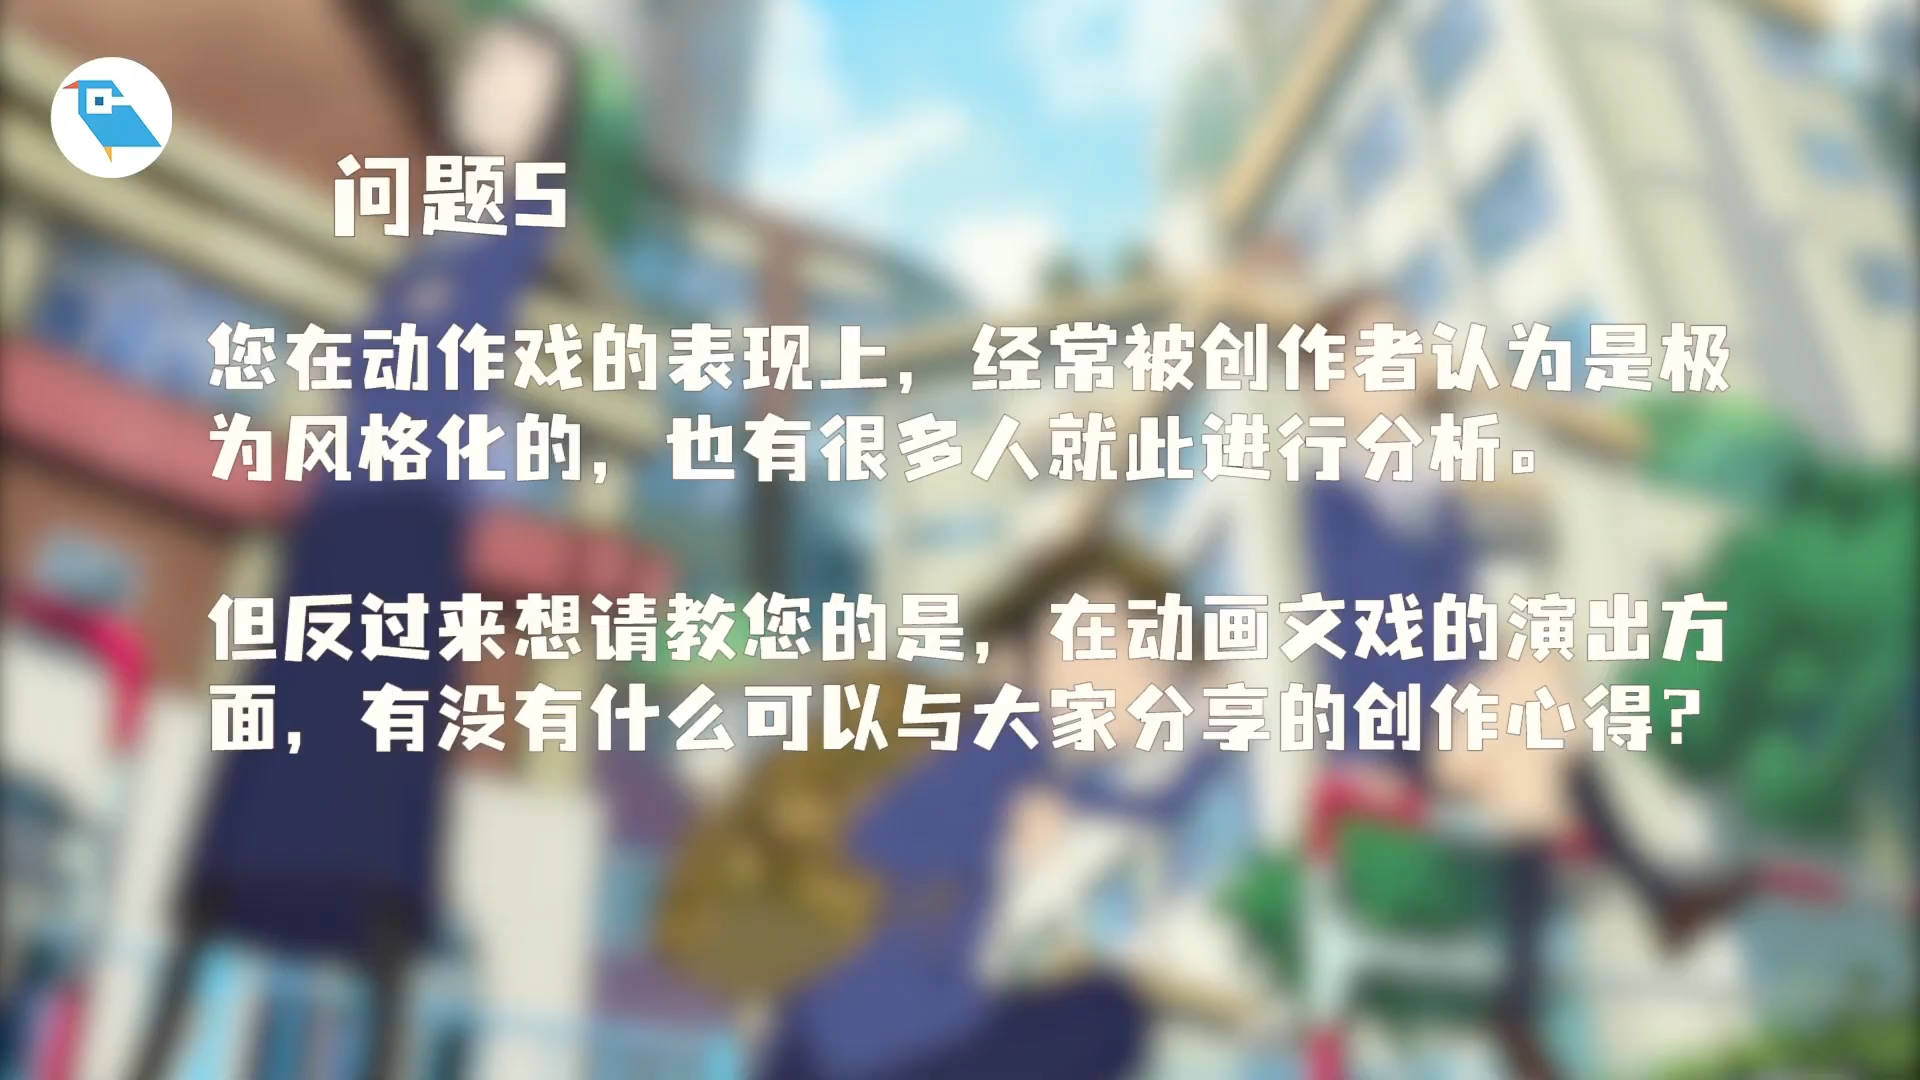 问题5
您在动作戏的表现上，经常被创作者认为是极
为风格化的，也有很多人就此进行分析。
但反过来想请教您的是，在动画文戏的演出方
面，有没有什么可以与大家分享的创作心得？